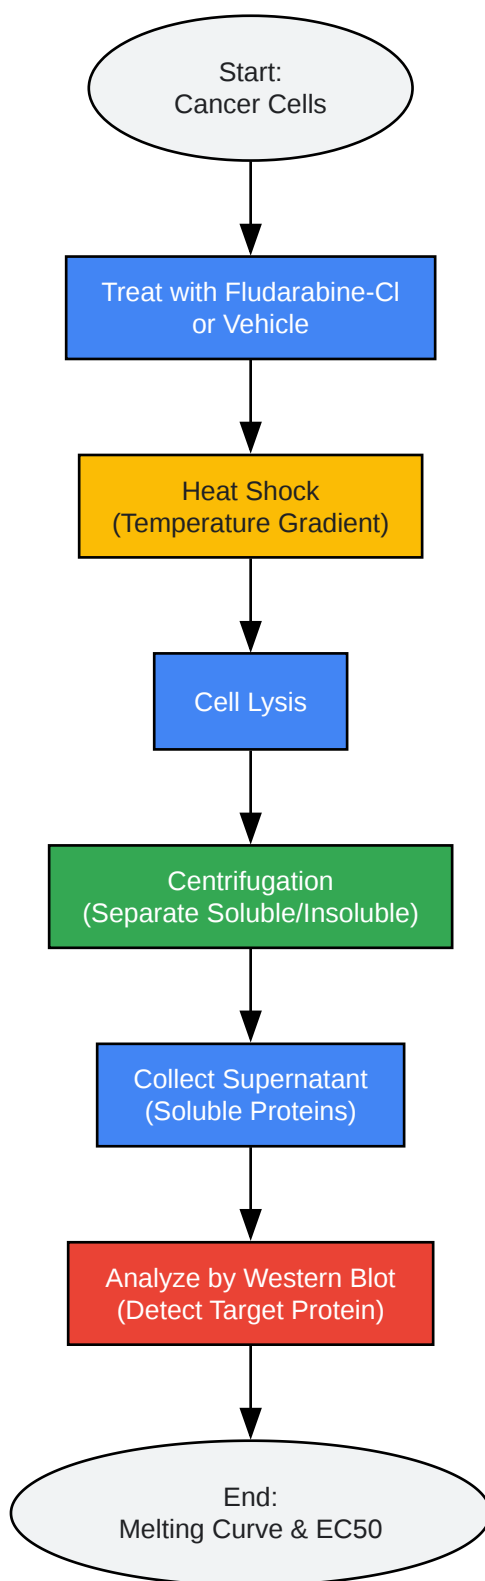 Start:
Cancer Cells
Treat with Fludarabine-Cl
or Vehicle
Heat Shock
(Temperature Gradient)
Cell Lysis
Centrifugation
(Separate Soluble/Insoluble)
Collect Supernatant
(Soluble Proteins)
Analyze by Western Blot
(Detect Target Protein)
End:
Melting Curve & EC50